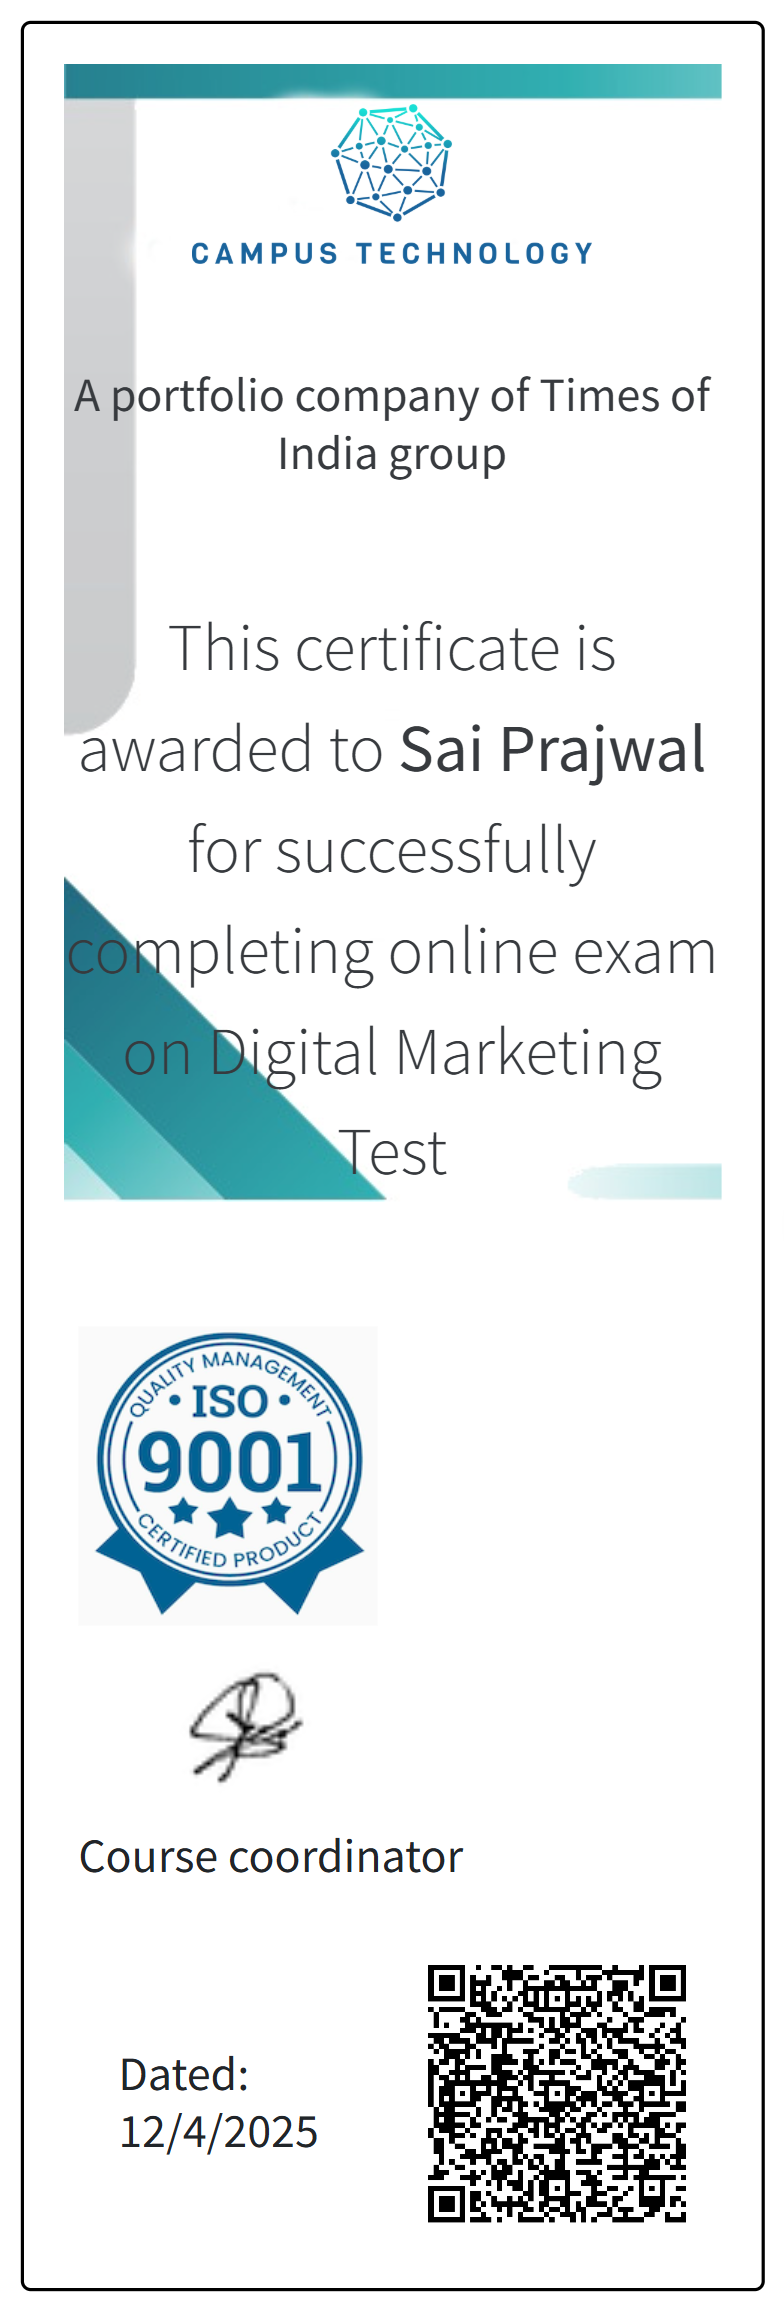 CAMPUS TECHNOLOGY
A portfolio company of Times of
India group
This certificate is
awarded to Sai Prajwal
for successfully
completing online exam
on Digital Marketing
Test
QUALITY MANAGEMENT
• ISO •
9001
CERTIFIED PRODUCT
Course coordinator
Dated:
12/4/2025